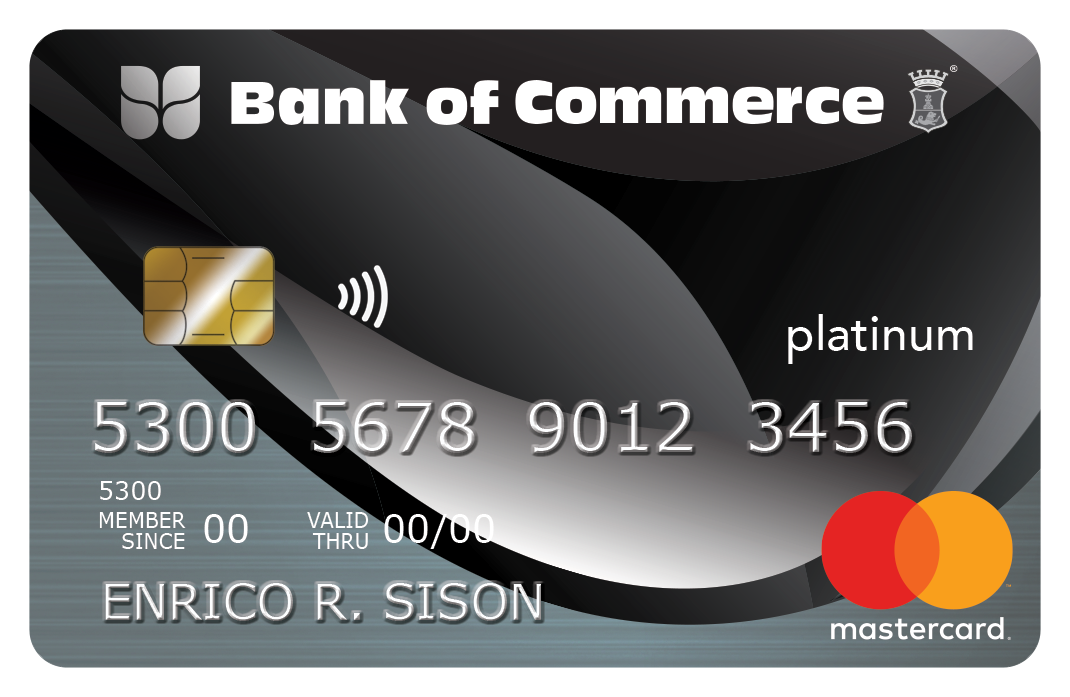 Bank of Commerce ®
platinum
5300 5678 9012 3456
5300
MEMBER SINCE 00 VALID THRU 00/00
ENRICO R. SISON
mastercard.